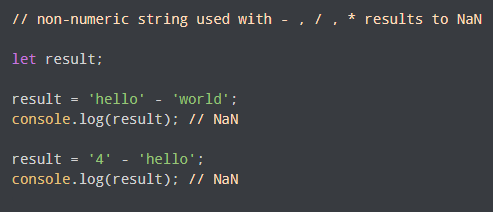 // non-numeric string used with - , / , * results to NaN
let result;
result = 'hello' - 'world';
console.log(result); // NaN
result = '4' - 'hello';
console.log(result); // NaN